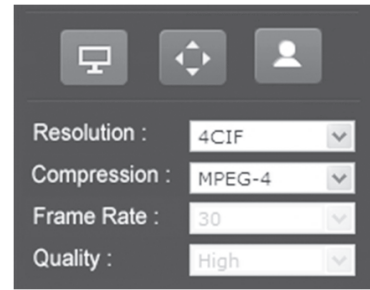 Resolution : 4CIF
Compression : MPEG-4
Frame Rate : 30
Quality : High